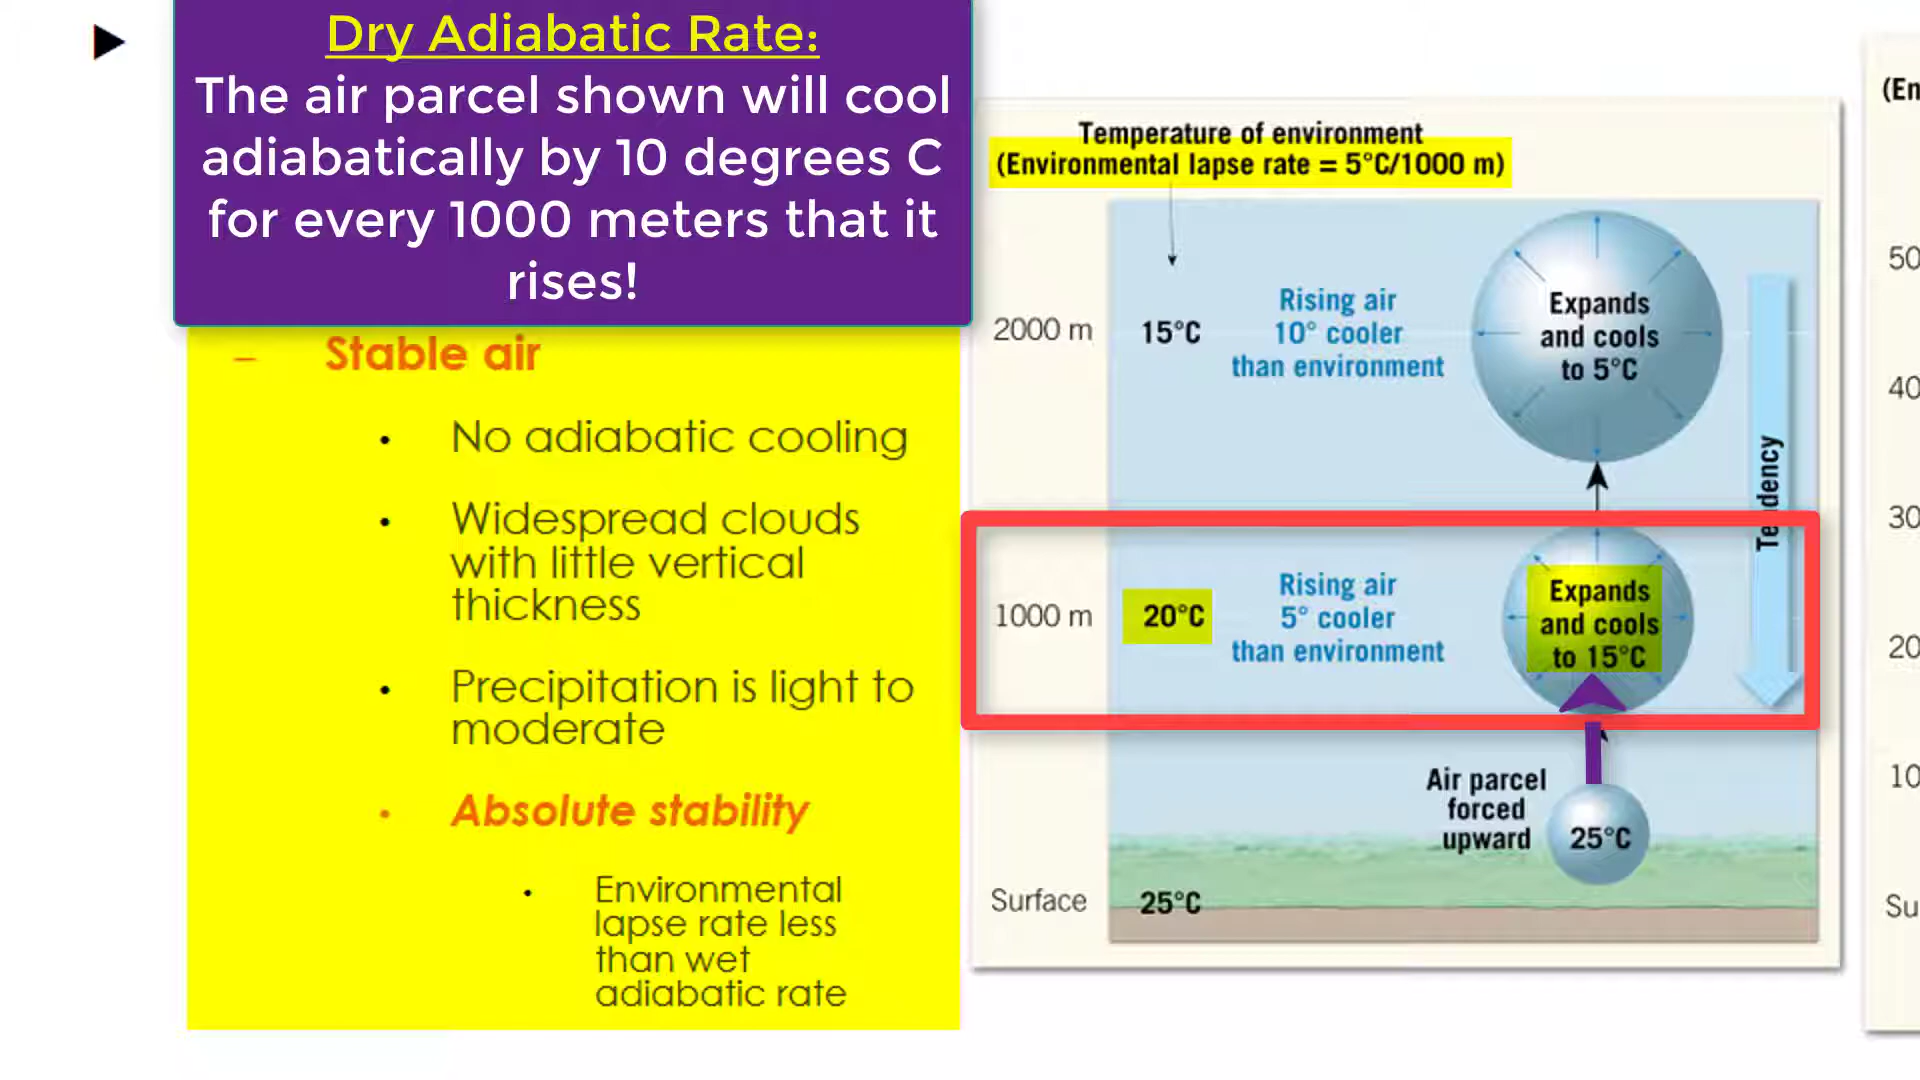 Dry Adiabatic Rate:
The air parcel shown will cool
adiabatically by 10 degrees C
for every 1000 meters that it
rises!
– Stable air
• No adiabatic cooling
• Widespread clouds
with little vertical
thickness
• Precipitation is light to
moderate
• Absolute stability
• Environmental
lapse rate less
than wet
adiabatic rate
Temperature of environment
(Environmental lapse rate = 5°C/1000 m)
2000 m
15°C
Rising air
10° cooler
than environment
Expands
and cools
to 5°C
Tendency
1000 m
20°C
Rising air
5° cooler
than environment
Expands
and cools
to 15°C
Air parcel
forced
upward
25°C
Surface
25°C
(En
50
40
30
20
10
Su